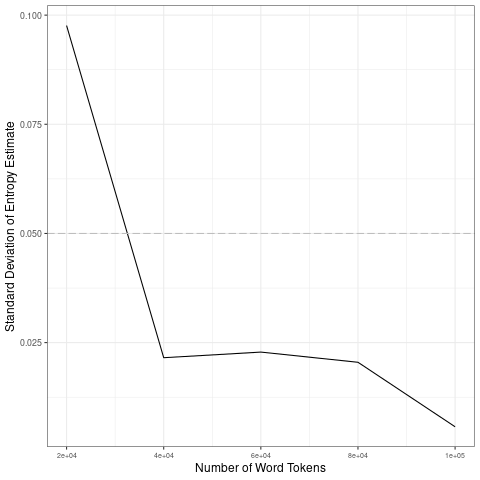 Standard Deviation of Entropy Estimate
0.100
0.075
0.050
0.025
2e+04 4e+04 6e+04 8e+04 1e+05
Number of Word Tokens